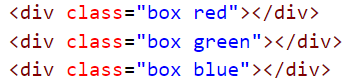 <div class="box red"></div>
<div class="box green"></div>
<div class="box blue"></div>